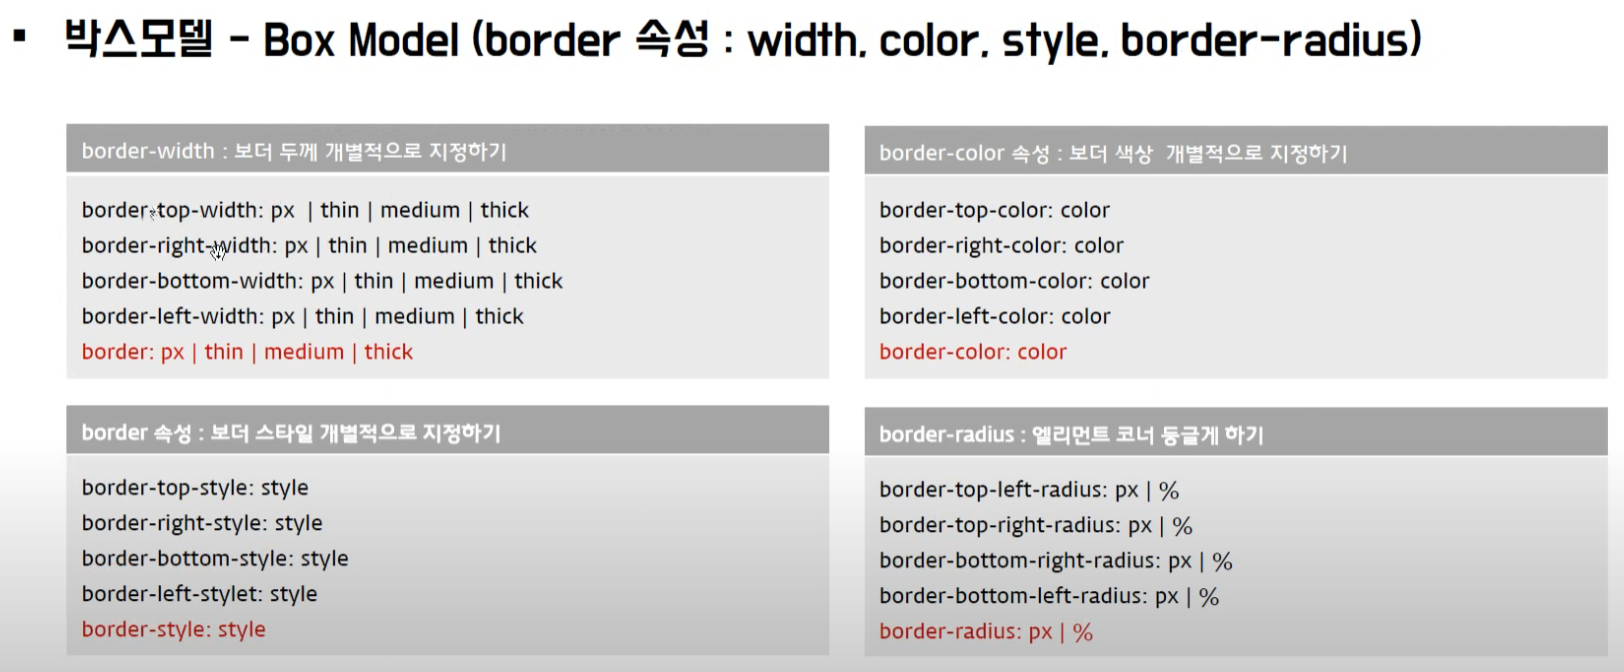 ▪ 박스모델 - Box Model (border 속성 : width, color, style, border-radius)
border-width : 보더 두께 개별적으로 지정하기
border-top-width: px | thin | medium | thick
border-right-width: px | thin | medium | thick
border-bottom-width: px | thin | medium | thick
border-left-width: px | thin | medium | thick
border: px | thin | medium | thick
border-color 속성 : 보더 색상 개별적으로 지정하기
border-top-color: color
border-right-color: color
border-bottom-color: color
border-left-color: color
border-color: color
border 속성 : 보더 스타일 개별적으로 지정하기
border-top-style: style
border-right-style: style
border-bottom-style: style
border-left-stylet: style
border-style: style
border-radius : 엘리먼트 코너 둥글게 하기
border-top-left-radius: px | %
border-top-right-radius: px | %
border-bottom-right-radius: px | %
border-bottom-left-radius: px | %
border-radius: px | %